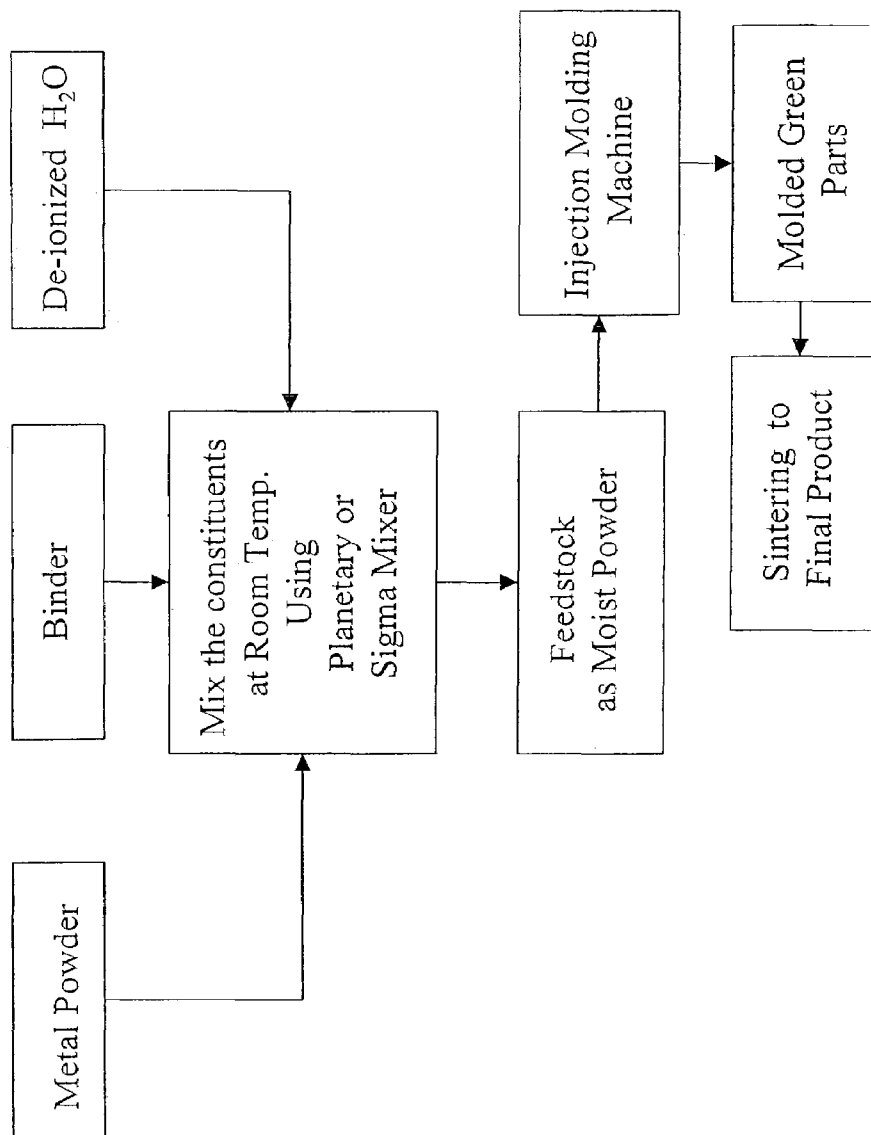 Metal Powder
Binder
De-ionized H₂O
Mix the constituents
at Room Temp.
Using
Planetary or
Sigma Mixer
Feedstock
as Moist Powder
Injection Molding
Machine
Molded Green
Parts
Sintering to
Final Product